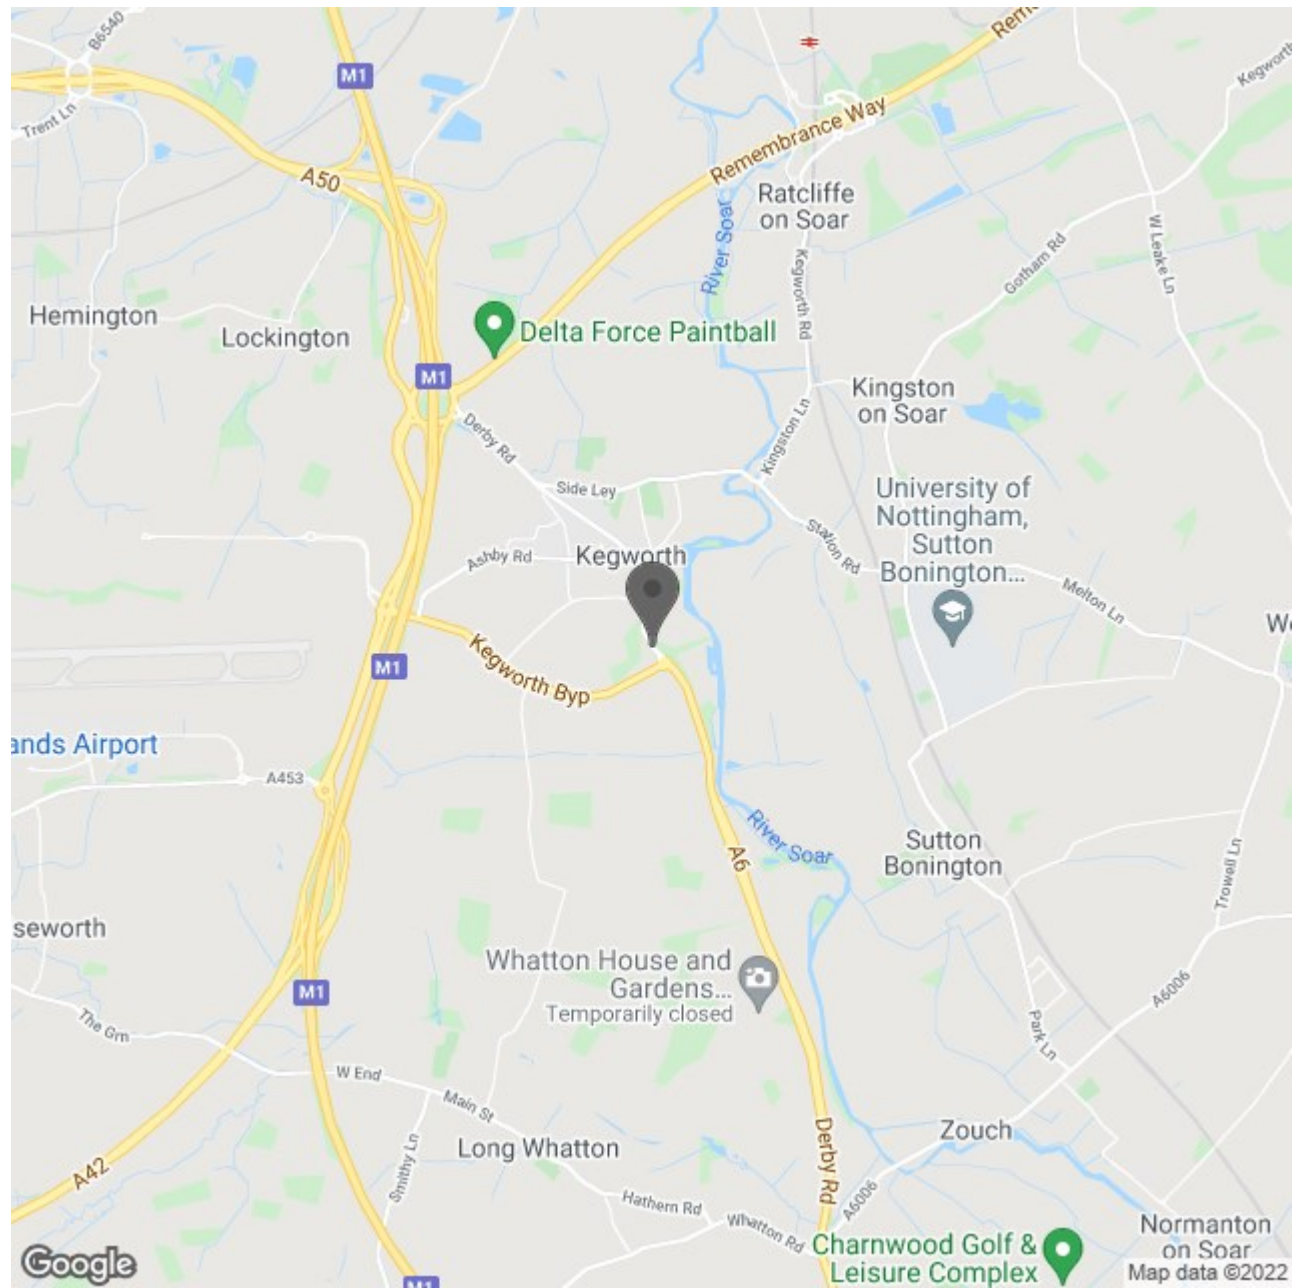 B6540
M1
Remembrance Way
Trent Ln
A50
Kegworth
Ratcliffe
on Soar
River Soar
Kegworth Rd
W Leake Ln
Gotham Rd
Hemington
Lockington
Delta Force Paintball
M1
Kingston
on Soar
Derby Rd
Kingston Ln
Side Ley
University of
Nottingham,
Sutton
Bonington...
Station Rd
Ashby Rd
Kegworth
Melton Ln
We
M1
Kegworth Byp
ands Airport
A453
River Soar
A6
Sutton
Bonington
Trowell Ln
seworth
Whatton House and
Gardens...
Temporarily closed
M1
A6006
The Grn
Park Ln
W End
Main St
Zouch
Long Whatton
Smithy Ln
A42
Derby Rd
Hathern Rd
A6006
Whatton Rd
Normanton
on Soar
Charnwood Golf &
Leisure Complex
Google
M1
Map data ©2022